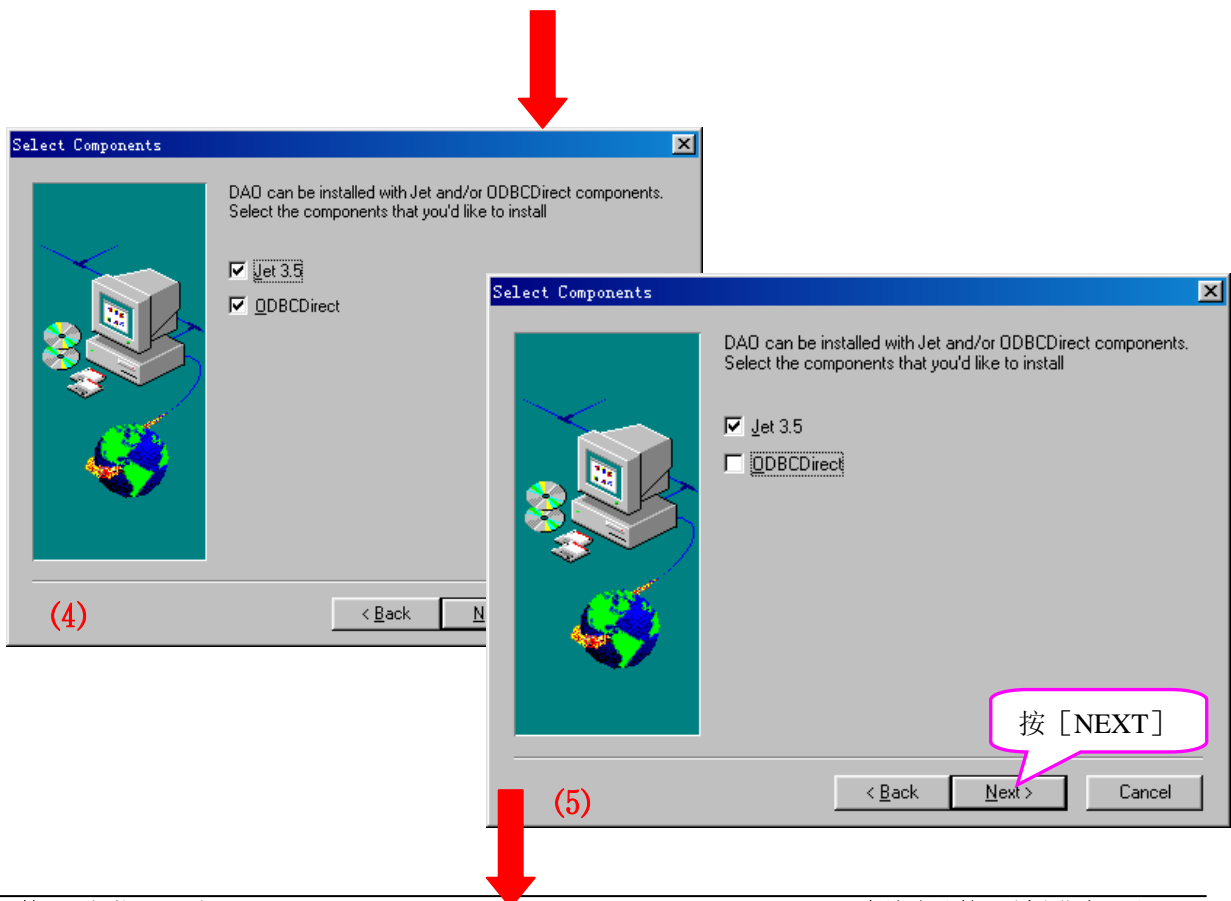 Select Components
DAO can be installed with Jet and/or ODBCDirect components.
Select the components that you'd like to install
Jet 3.5
ODBCDirect
(4)
< Back
N
Select Components
DAO can be installed with Jet and/or ODBCDirect components.
Select the components that you'd like to install
Jet 3.5
ODBCDirect
按［NEXT］
(5)
< Back
Next >
Cancel